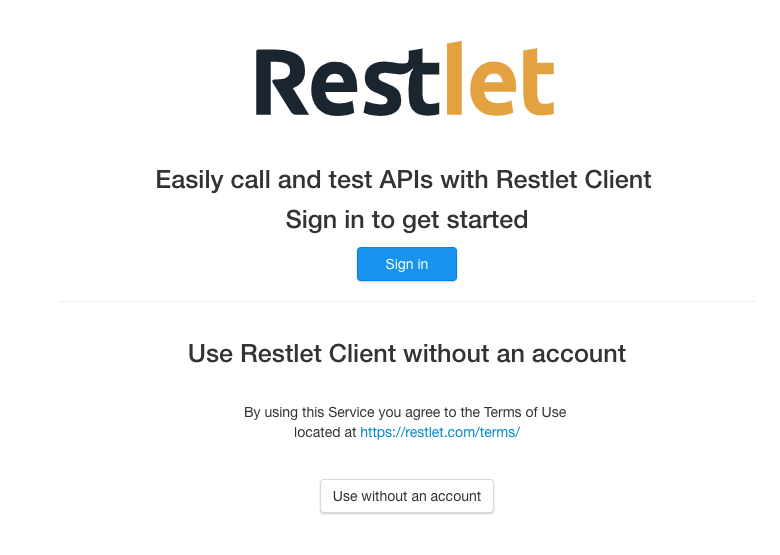 Restlet
Easily call and test APIs with Restlet Client
Sign in to get started
Sign in
Use Restlet Client without an account
By using this Service you agree to the Terms of Use
located at https://restlet.com/terms/
Use without an account